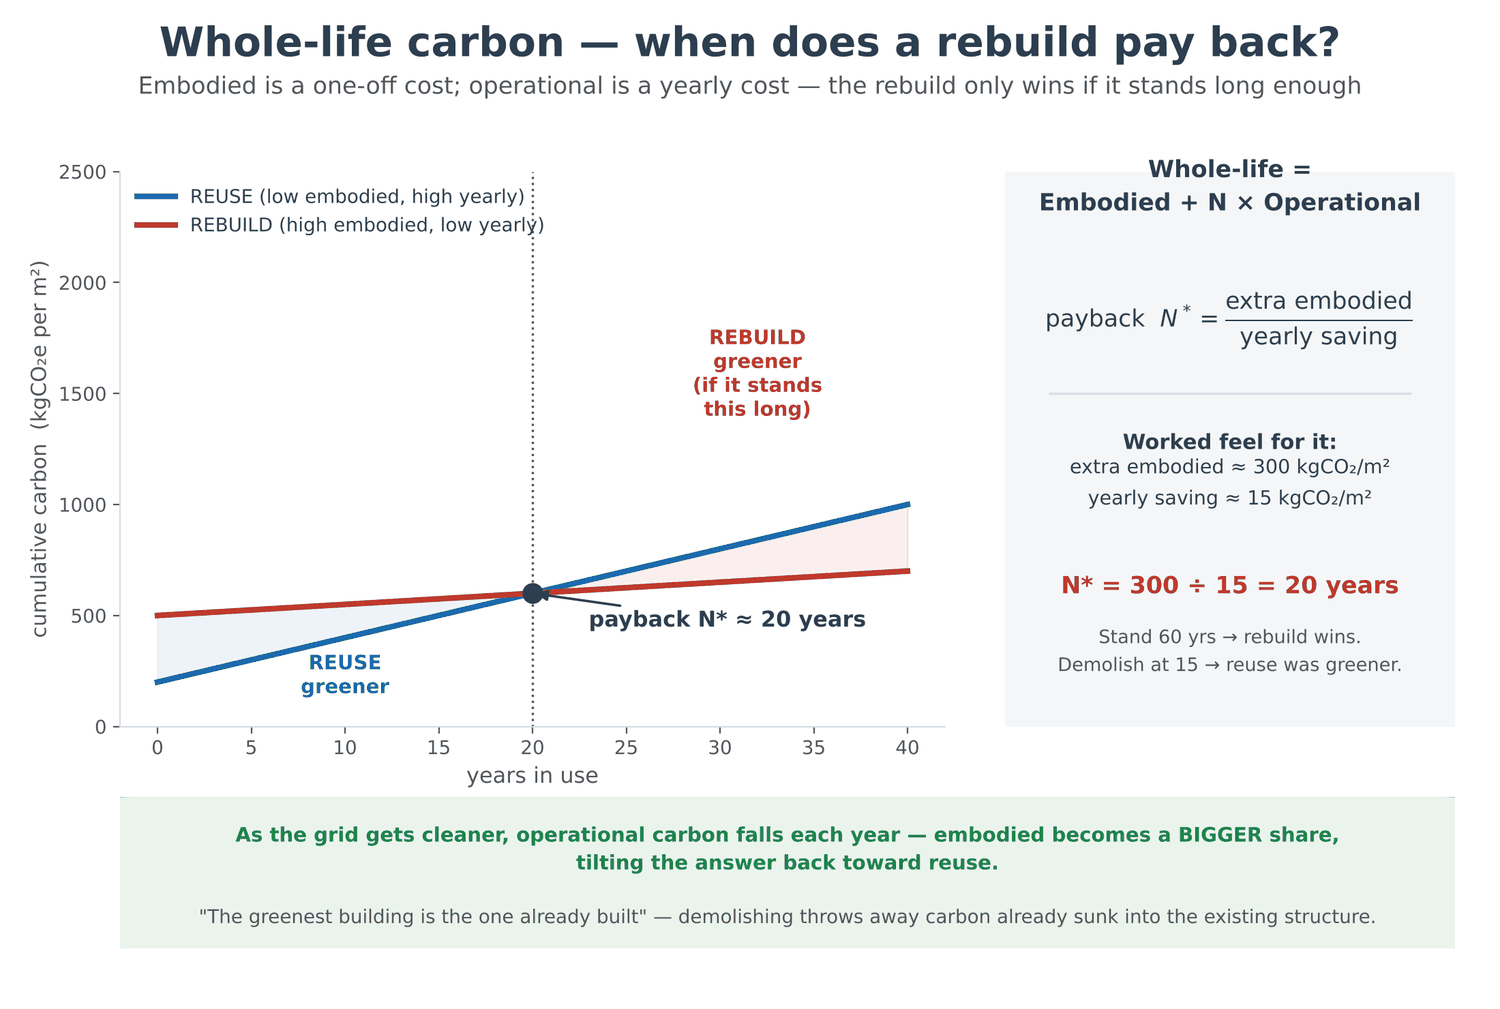 Whole-life carbon — when does a rebuild pay back?
Embodied is a one-off cost; operational is a yearly cost — the rebuild only wins if it stands long enough
cumulative carbon (kgCO₂e per m²)
2500
2000
1500
1000
500
0
REUSE (low embodied, high yearly)
REBUILD (high embodied, low yearly)
REBUILD
greener
(if it stands
this long)
payback N* ≈ 20 years
REUSE
greener
0 5 10 15 20 25 30 35 40
years in use
Whole-life =
Embodied + N × Operational
payback N* = extra embodied
yearly saving
Worked feel for it:
extra embodied ≈ 300 kgCO₂/m²
yearly saving ≈ 15 kgCO₂/m²
N* = 300 ÷ 15 = 20 years
Stand 60 yrs → rebuild wins.
Demolish at 15 → reuse was greener.
As the grid gets cleaner, operational carbon falls each year — embodied becomes a BIGGER share,
tilting the answer back toward reuse.
"The greenest building is the one already built" — demolishing throws away carbon already sunk into the existing structure.